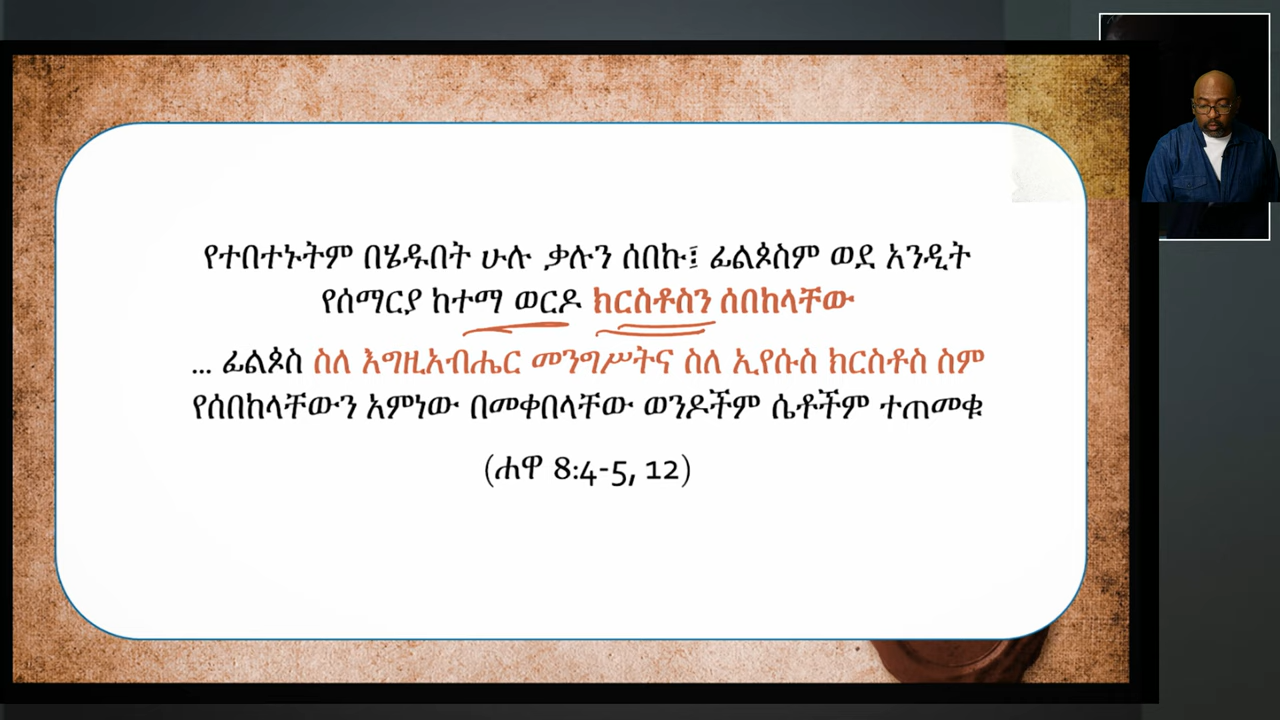 የተበተኑትም በሄዱበት ሁሉ ቃሉን ሰበኩ፤ ፊልጶስም ወደ አንዲት
የሰማርያ ከተማ ወርዶ ክርስቶስን ሰበከላቸው
... ፊልጶስ ስለ እግዚአብሔር መንግሥትና ስለ ኢየሱስ ክርስቶስ ስም
የሰበከላቸውን አምነው በመቀበላቸው ወንዶችም ሴቶችም ተጠመቁ
(ሐዋ 8:4-5, 12)